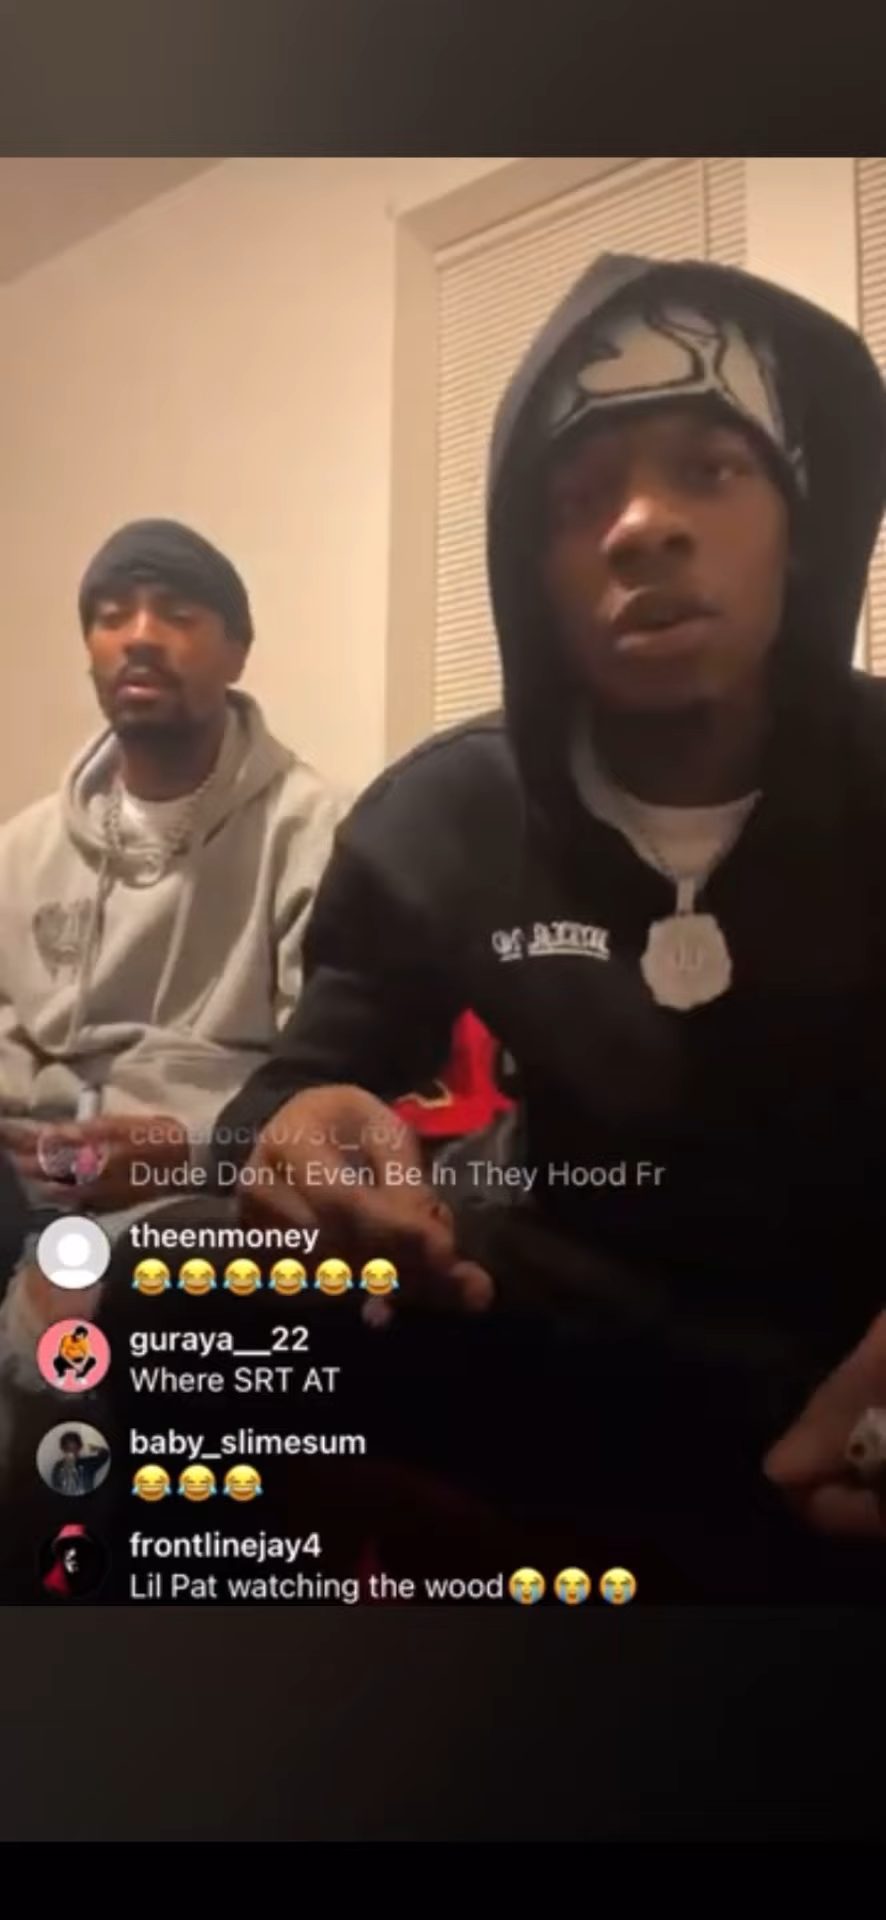 Dude Don't Even Be In They Hood Fr
theenmoney
😂😂😂😂😂😂
guraya__22
Where SRT AT
baby_slimesum
😂😂😂
frontlinejay4
Lil Pat watching the wood😭😭😭